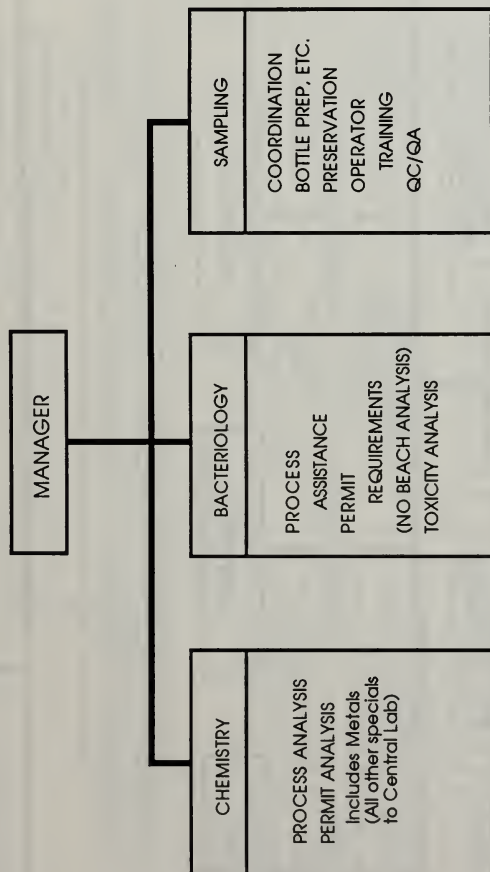 MANAGER
CHEMISTRY
PROCESS ANALYSIS
PERMIT ANALYSIS
Includes Metals
(All other specials
to Central Lab)
BACTERIOLOGY
PROCESS
ASSISTANCE
PERMIT
REQUIREMENTS
(NO BEACH ANALYSIS)
TOXICITY ANALYSIS
SAMPLING
COORDINATION
BOTTLE PREP, ETC.
PRESERVATION
OPERATOR
TRAINING
QC/QA